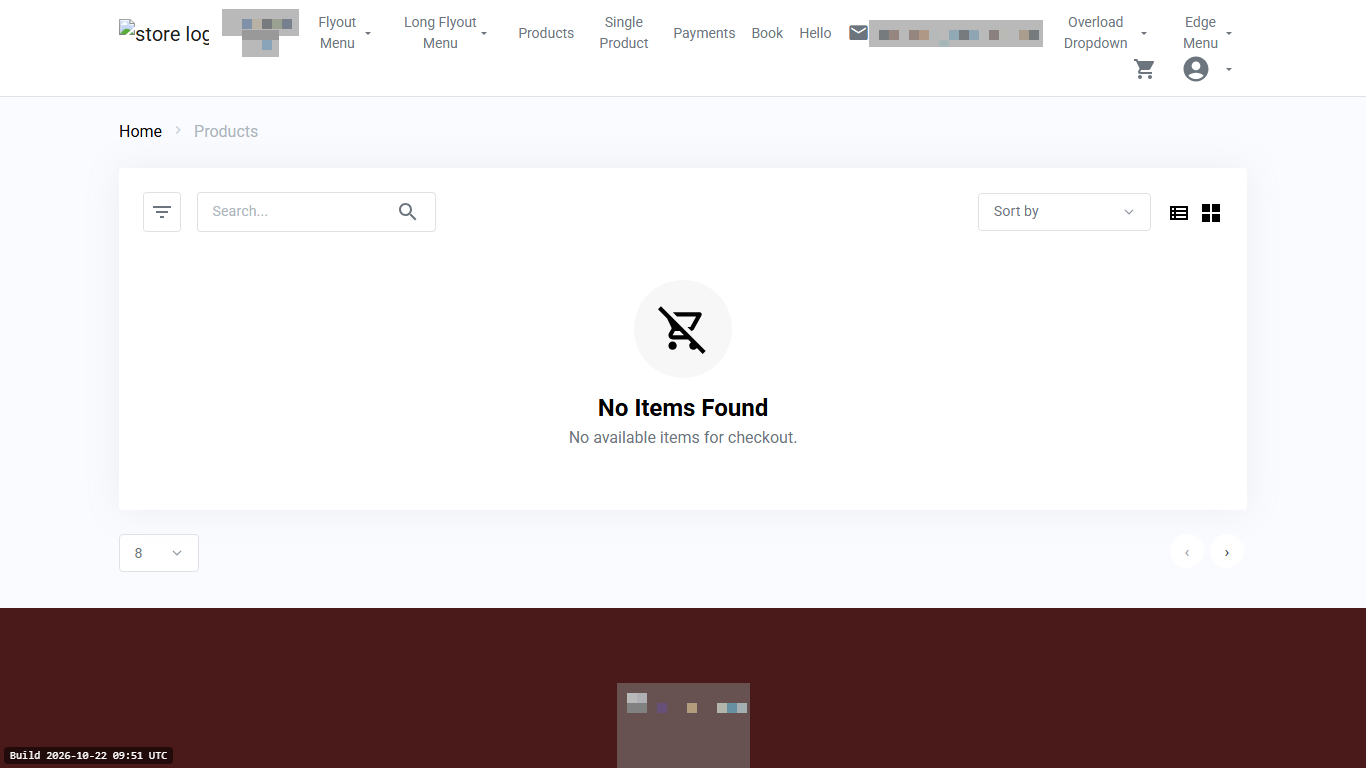 store log
Flyout
Menu
Long Flyout
Menu
Products
Single
Product
Payments
Book
Hello
Overload
Dropdown
Edge
Menu
Home
Products
Search...
Sort by
No Items Found
No available items for checkout.
8
‹
›
Build 2026-10-22 09:51 UTC